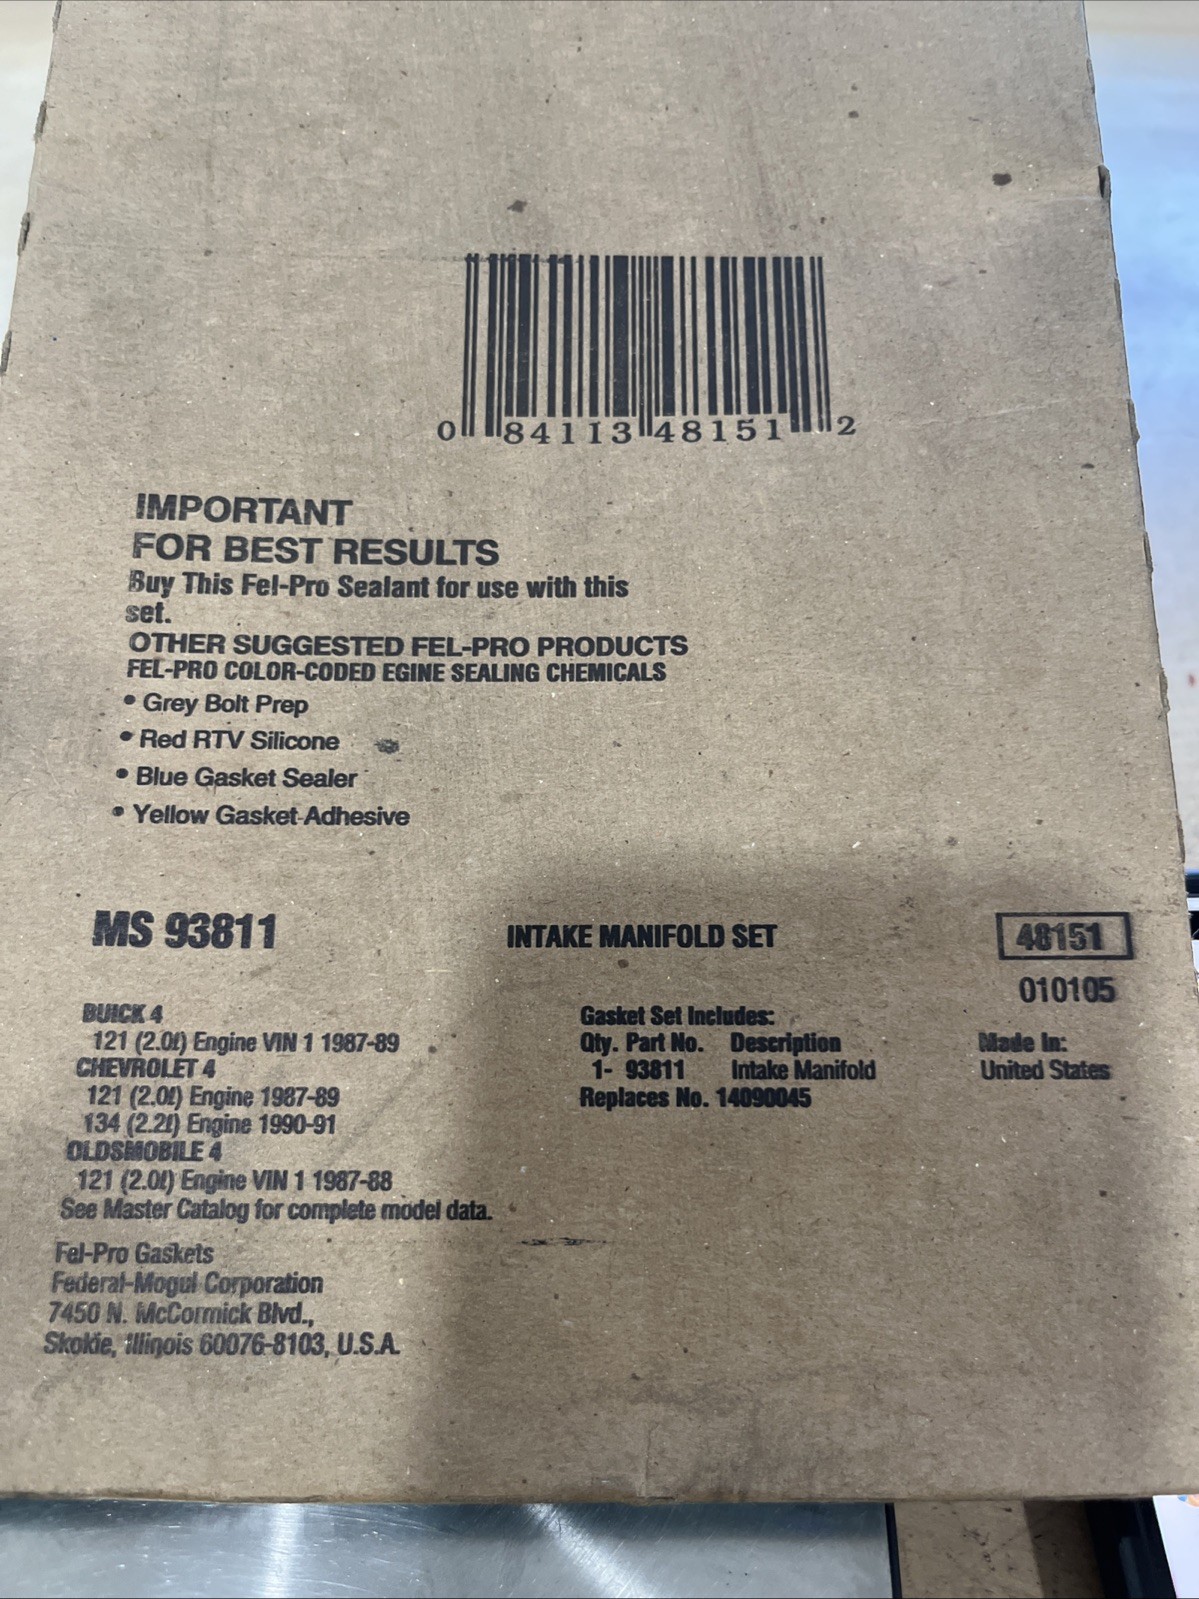 0 84113 48151 2
IMPORTANT
FOR BEST RESULTS
Buy This Fel-Pro Sealant for use with this
set.
OTHER SUGGESTED FEL-PRO PRODUCTS
FEL-PRO COLOR-CODED EGINE SEALING CHEMICALS
• Grey Bolt Prep
• Red RTV Silicone
• Blue Gasket Sealer
• Yellow Gasket Adhesive
MS 93811
INTAKE MANIFOLD SET
48151
010105
BUICK 4
121 (2.0ℓ) Engine VIN 1 1987-89
CHEVROLET 4
121 (2.0ℓ) Engine 1987-89
134 (2.2ℓ) Engine 1990-91
OLDSMOBILE 4
121 (2.0ℓ) Engine VIN 1 1987-88
See Master Catalog for complete model data.
Gasket Set Includes:
Qty. Part No. Description
1- 93811 Intake Manifold
Replaces No. 14090045
Made In:
United States
Fel-Pro Gaskets
Federal-Mogul Corporation
7450 N. McCormick Blvd.,
Skokie, Illinois 60076-8103, U.S.A.